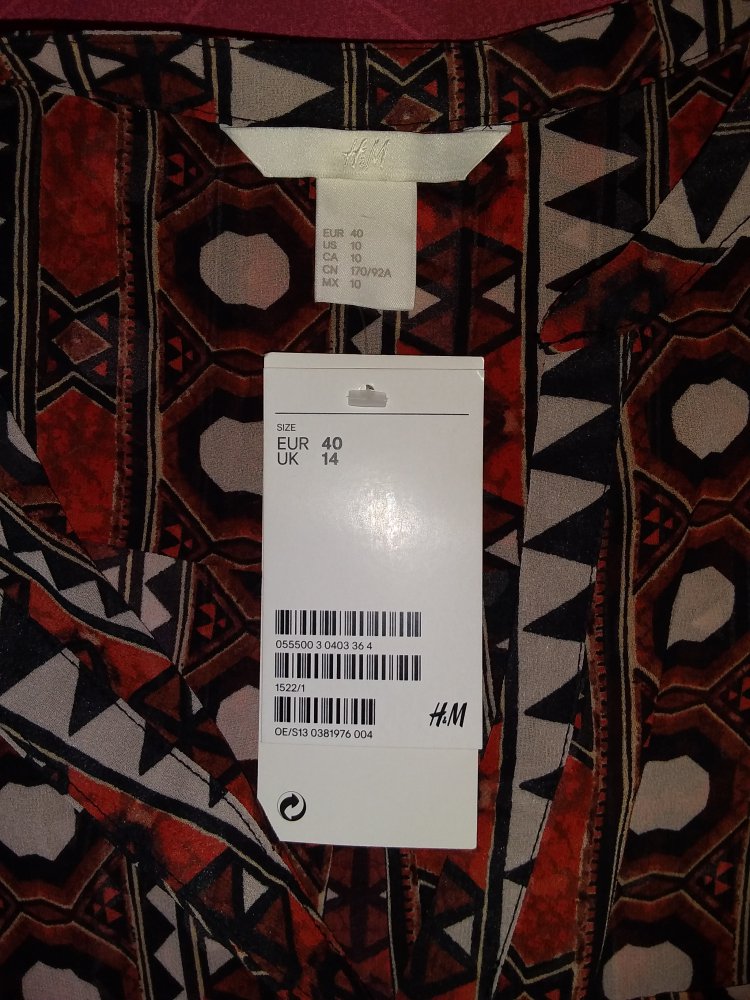 H&M
EUR 40
US 10
CA 10
CN 170/92A
MX 10
SIZE
EUR 40
UK 14
055500 3 0403 36 4
1522/1
H&M
OE/S13 0381976 004